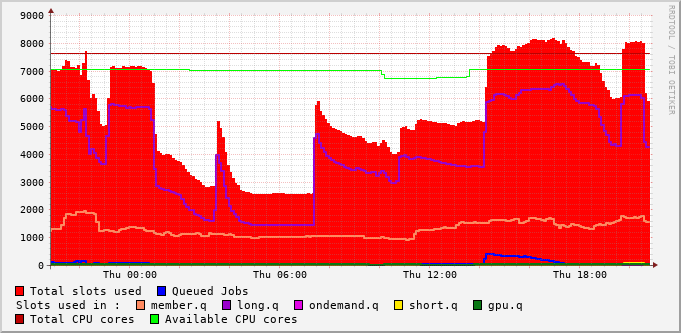 9000
8000
7000
6000
5000
4000
3000
2000
1000
0
Thu 00:00 Thu 06:00 Thu 12:00 Thu 18:00
RRDTOOL / TOBI OETIKER
Total slots used Queued Jobs
Slots used in : member.q long.q ondemand.q short.q gpu.q
Total CPU cores Available CPU cores